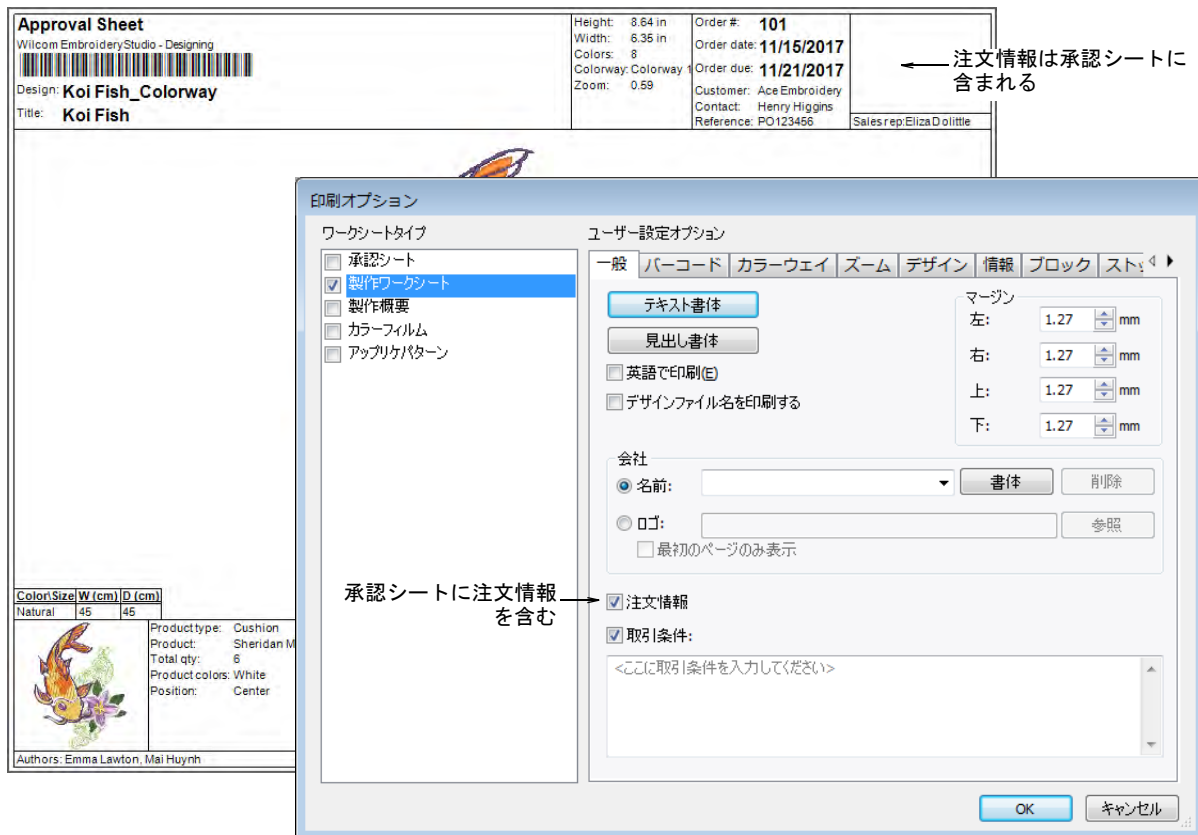 Approval Sheet
Wilcom EmbroideryStudio - Designing
Design: Koi Fish_Colorway
Title: Koi Fish
Height: 8.64 in
Width: 6.35 in
Colors: 8
Colorway: Colorway 1
Zoom: 0.59
Order #: 101
Order date: 11/15/2017
Order due: 11/21/2017
Customer: Ace Embroidery
Contact: Henry Higgins
Reference: PO123456
Sales rep: Eliza Dolittle
注文情報は承認シートに
含まれる
印刷オプション
ワークシートタイプ
承認シート
製作ワークシート
製作概要
カラーフィルム
アップリケパターン
ユーザー設定オプション
一般 バーコード カラーウェイ ズーム デザイン 情報 ブロック
テキスト書体
見出し書体
英語で印刷(E)
デザインファイル名を印刷する
マージン
左: 1.27 mm
右: 1.27 mm
上: 1.27 mm
下: 1.27 mm
会社
名前: 書体 削除
ロゴ: 参照
最初のページのみ表示
承認シートに注文情報
を含む
注文情報
取引条件:
<ここに取引条件を入力してください>
OK キャンセル
Color\Size W (cm) D (cm)
Natural 45 45
Product type: Cushion
Product: Sheridan M
Total qty: 6
Product colors: White
Position: Center
Authors: Emma Lawton, Mai Huynh